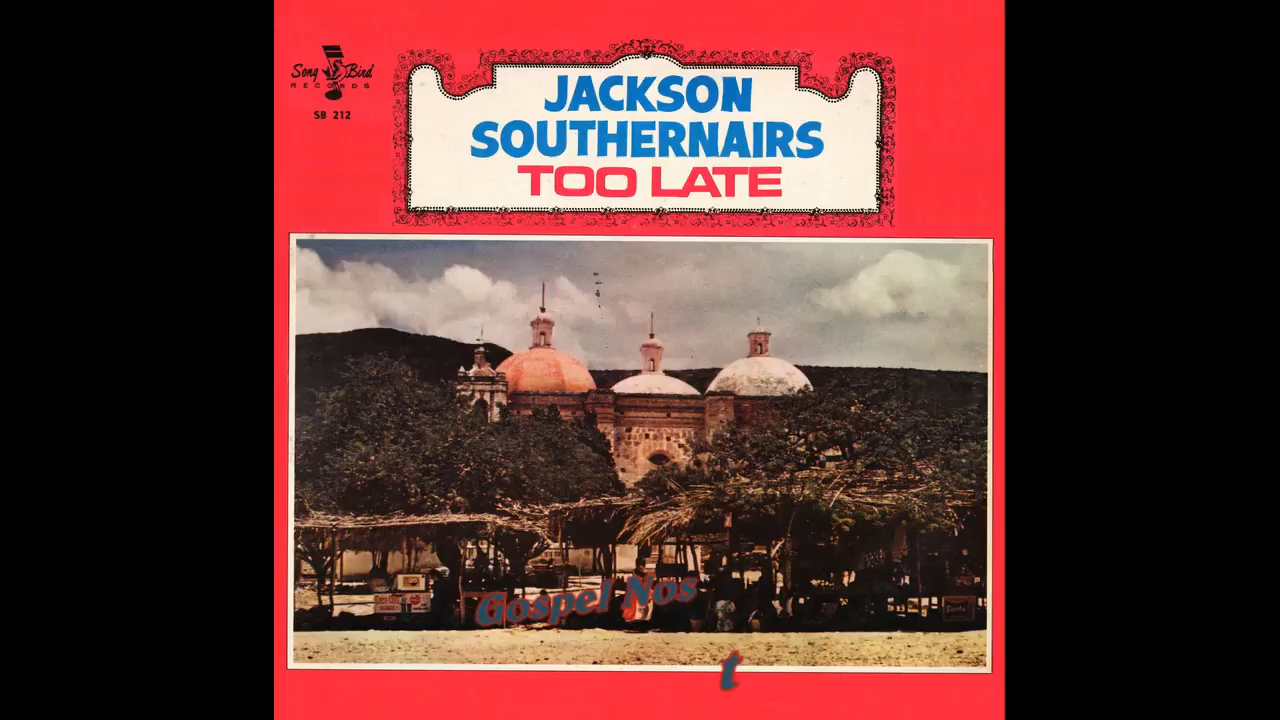 Song Bird
RECORDS
SB 212
JACKSON
SOUTHERNAIRS
TOO LATE
Gospel Nos
t